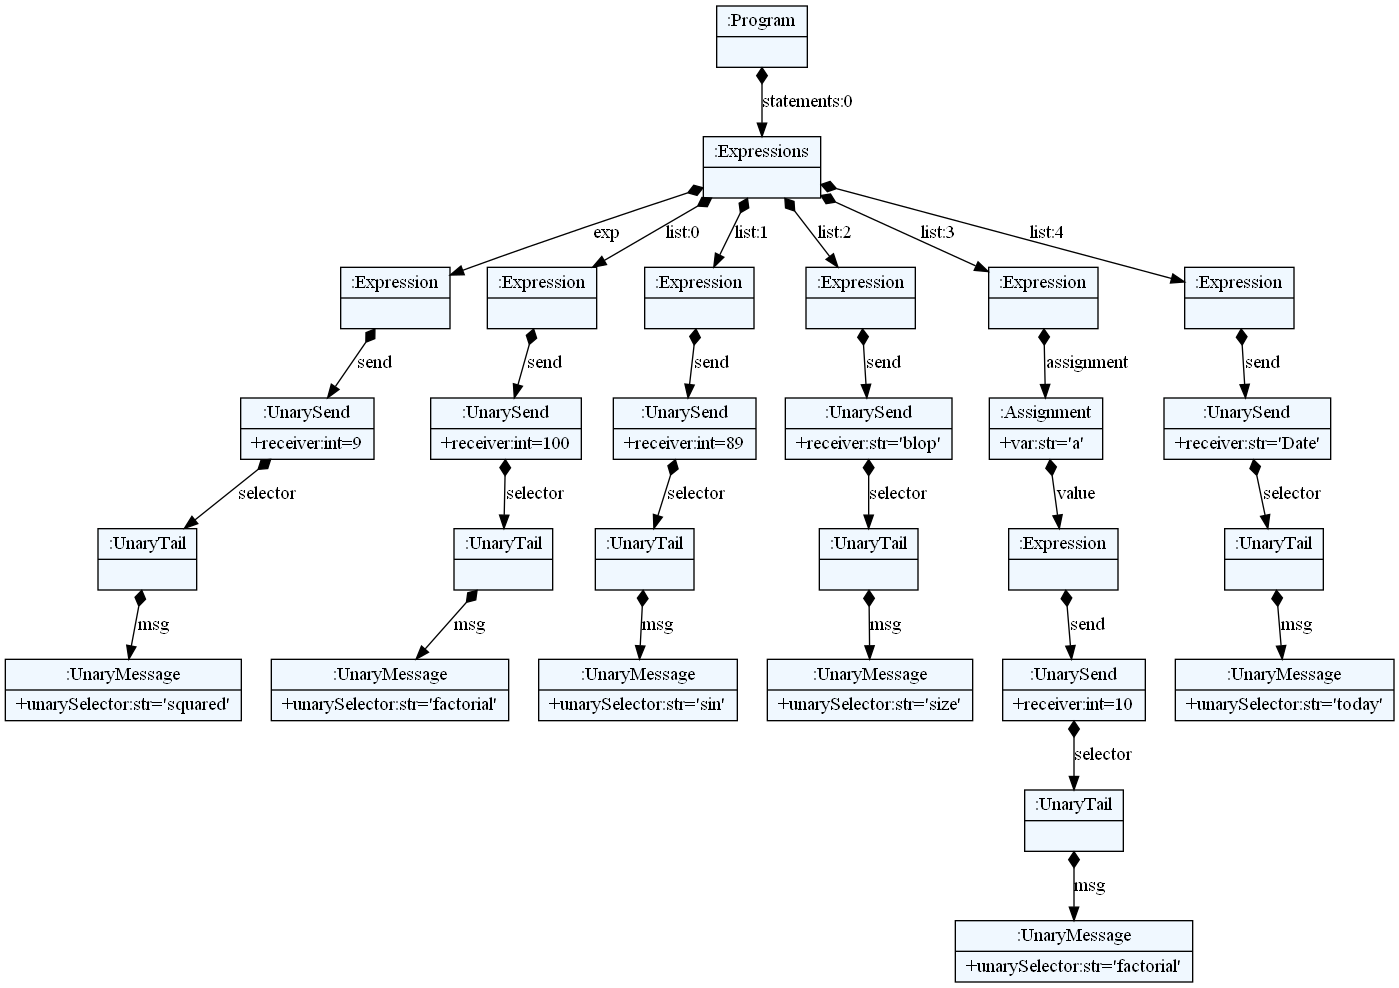 :Program
statements:0
:Expressions
exp
list:0
list:1
list:2
list:3
list:4
:Expression
:Expression
:Expression
:Expression
:Expression
:Expression
send
send
send
send
assignment
send
:UnarySend
+receiver:int=9
:UnarySend
+receiver:int=100
:UnarySend
+receiver:int=89
:UnarySend
+receiver:str='blop'
:Assignment
+var:str='a'
:UnarySend
+receiver:str='Date'
selector
selector
selector
selector
value
selector
:UnaryTail
:UnaryTail
:UnaryTail
:UnaryTail
:Expression
:UnaryTail
msg
msg
msg
msg
send
msg
:UnaryMessage
+unarySelector:str='squared'
:UnaryMessage
+unarySelector:str='factorial'
:UnaryMessage
+unarySelector:str='sin'
:UnaryMessage
+unarySelector:str='size'
:UnarySend
+receiver:int=10
:UnaryMessage
+unarySelector:str='today'
selector
:UnaryTail
msg
:UnaryMessage
+unarySelector:str='factorial'